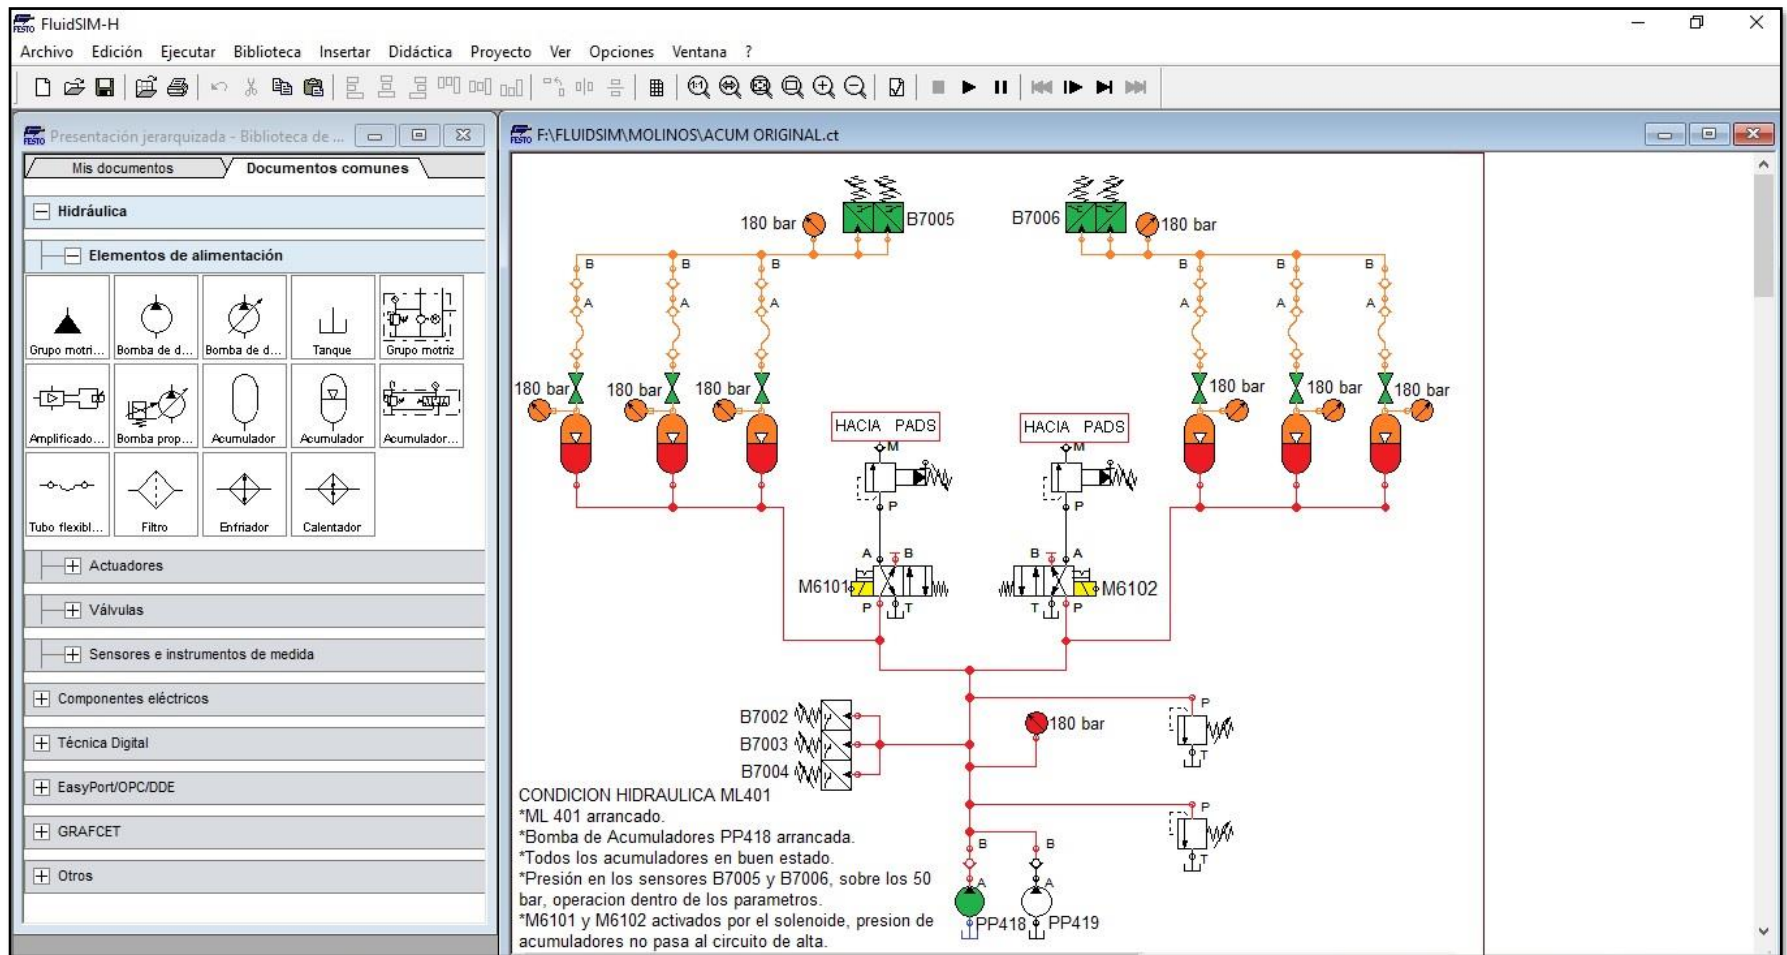 FluidSIM-H
Archivo Edición Ejecutar Biblioteca Insertar Didáctica Proyecto Ver Opciones Ventana ?
Presentación jerarquizada - Biblioteca de ...
Mis documentos Documentos comunes
Hidráulica
Elementos de alimentación
Grupo motri... Bomba de d... Bomba de d... Tanque Grupo motriz
Amplificado... Bomba prop... Acumulador Acumulador Acumulador...
Tubo flexibl... Filtro Enfriador Calentador
Actuadores
Válvulas
Sensores e instrumentos de medida
Componentes eléctricos
Técnica Digital
EasyPort/OPC/DDE
GRAFCET
Otros
F:\FLUIDSIM\MOLINOS\ACUM ORIGINAL.ct
180 bar B7005 B7006 180 bar
B B B B B B
A A A A A A
180 bar 180 bar 180 bar 180 bar 180 bar 180 bar
HACIA PADS HACIA PADS
M M
P P
A B B A
M6101 M6102
P T T P
B7002 180 bar P
B7003
B7004 T
P
T
B B
A A
PP418 PP419
CONDICION HIDRAULICA ML401
*ML 401 arrancado.
*Bomba de Acumuladores PP418 arrancada.
*Todos los acumuladores en buen estado.
*Presión en los sensores B7005 y B7006, sobre los 50
bar, operacion dentro de los parametros.
*M6101 y M6102 activados por el solenoide, presion de
acumuladores no pasa al circuito de alta.